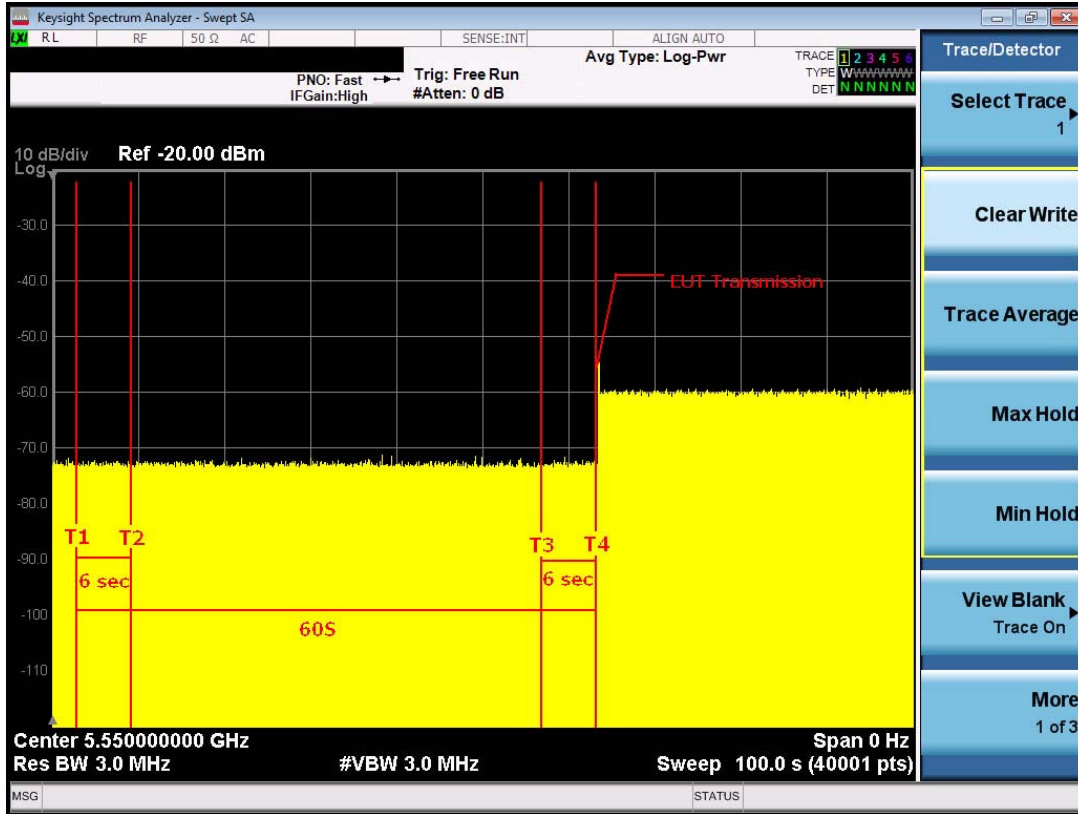 Keysight Spectrum Analyzer - Swept SA
LXI RL RF 50 Ω AC SENSE:INT ALIGN AUTO
Avg Type: Log-Pwr
TRACE 1 2 3 4 5 6
TYPE WWWWWW
DET N N N N N N
PNO: Fast
IFGain:High
Trig: Free Run
#Atten: 0 dB
10 dB/div Ref -20.00 dBm
Log
-30.0
-40.0
-50.0
-60.0
-70.0
-80.0
-90.0
-100
-110
EUT Transmission
T1 T2 T3 T4
6 sec 6 sec
60S
Center 5.550000000 GHz Span 0 Hz
Res BW 3.0 MHz #VBW 3.0 MHz Sweep 100.0 s (40001 pts)
MSG STATUS
Trace/Detector
Select Trace
1
Clear Write
Trace Average
Max Hold
Min Hold
View Blank
Trace On
More
1 of 3